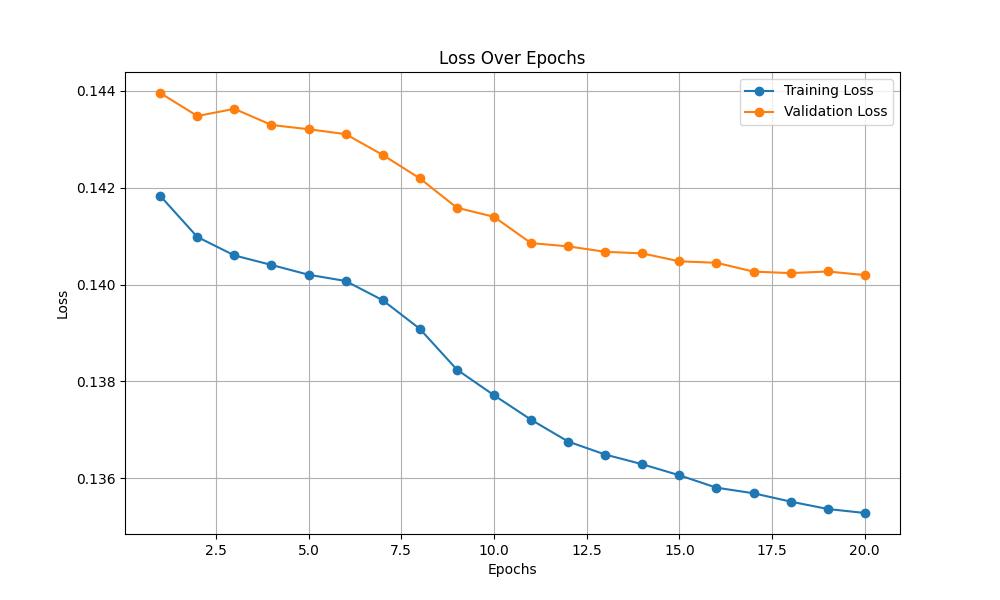 Loss Over Epochs
Training Loss
Validation Loss
0.144
0.142
0.140
0.138
0.136
Loss
2.5 5.0 7.5 10.0 12.5 15.0 17.5 20.0
Epochs